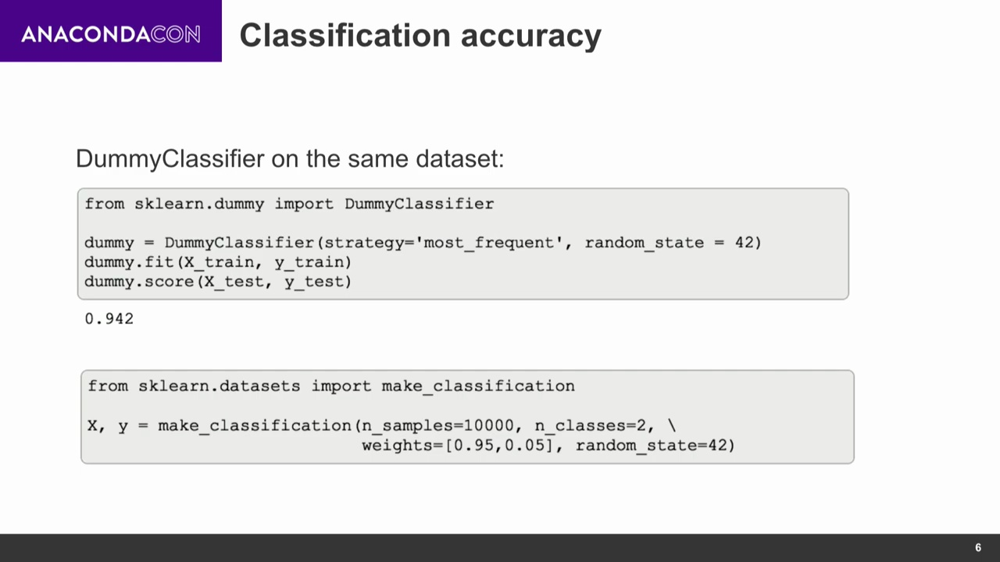 ANACONDACON
Classification accuracy
DummyClassifier on the same dataset:
from sklearn.dummy import DummyClassifier
dummy = DummyClassifier(strategy='most_frequent', random_state = 42)
dummy.fit(X_train, y_train)
dummy.score(X_test, y_test)
0.942
from sklearn.datasets import make_classification
X, y = make_classification(n_samples=10000, n_classes=2, \
weights=[0.95,0.05], random_state=42)
6